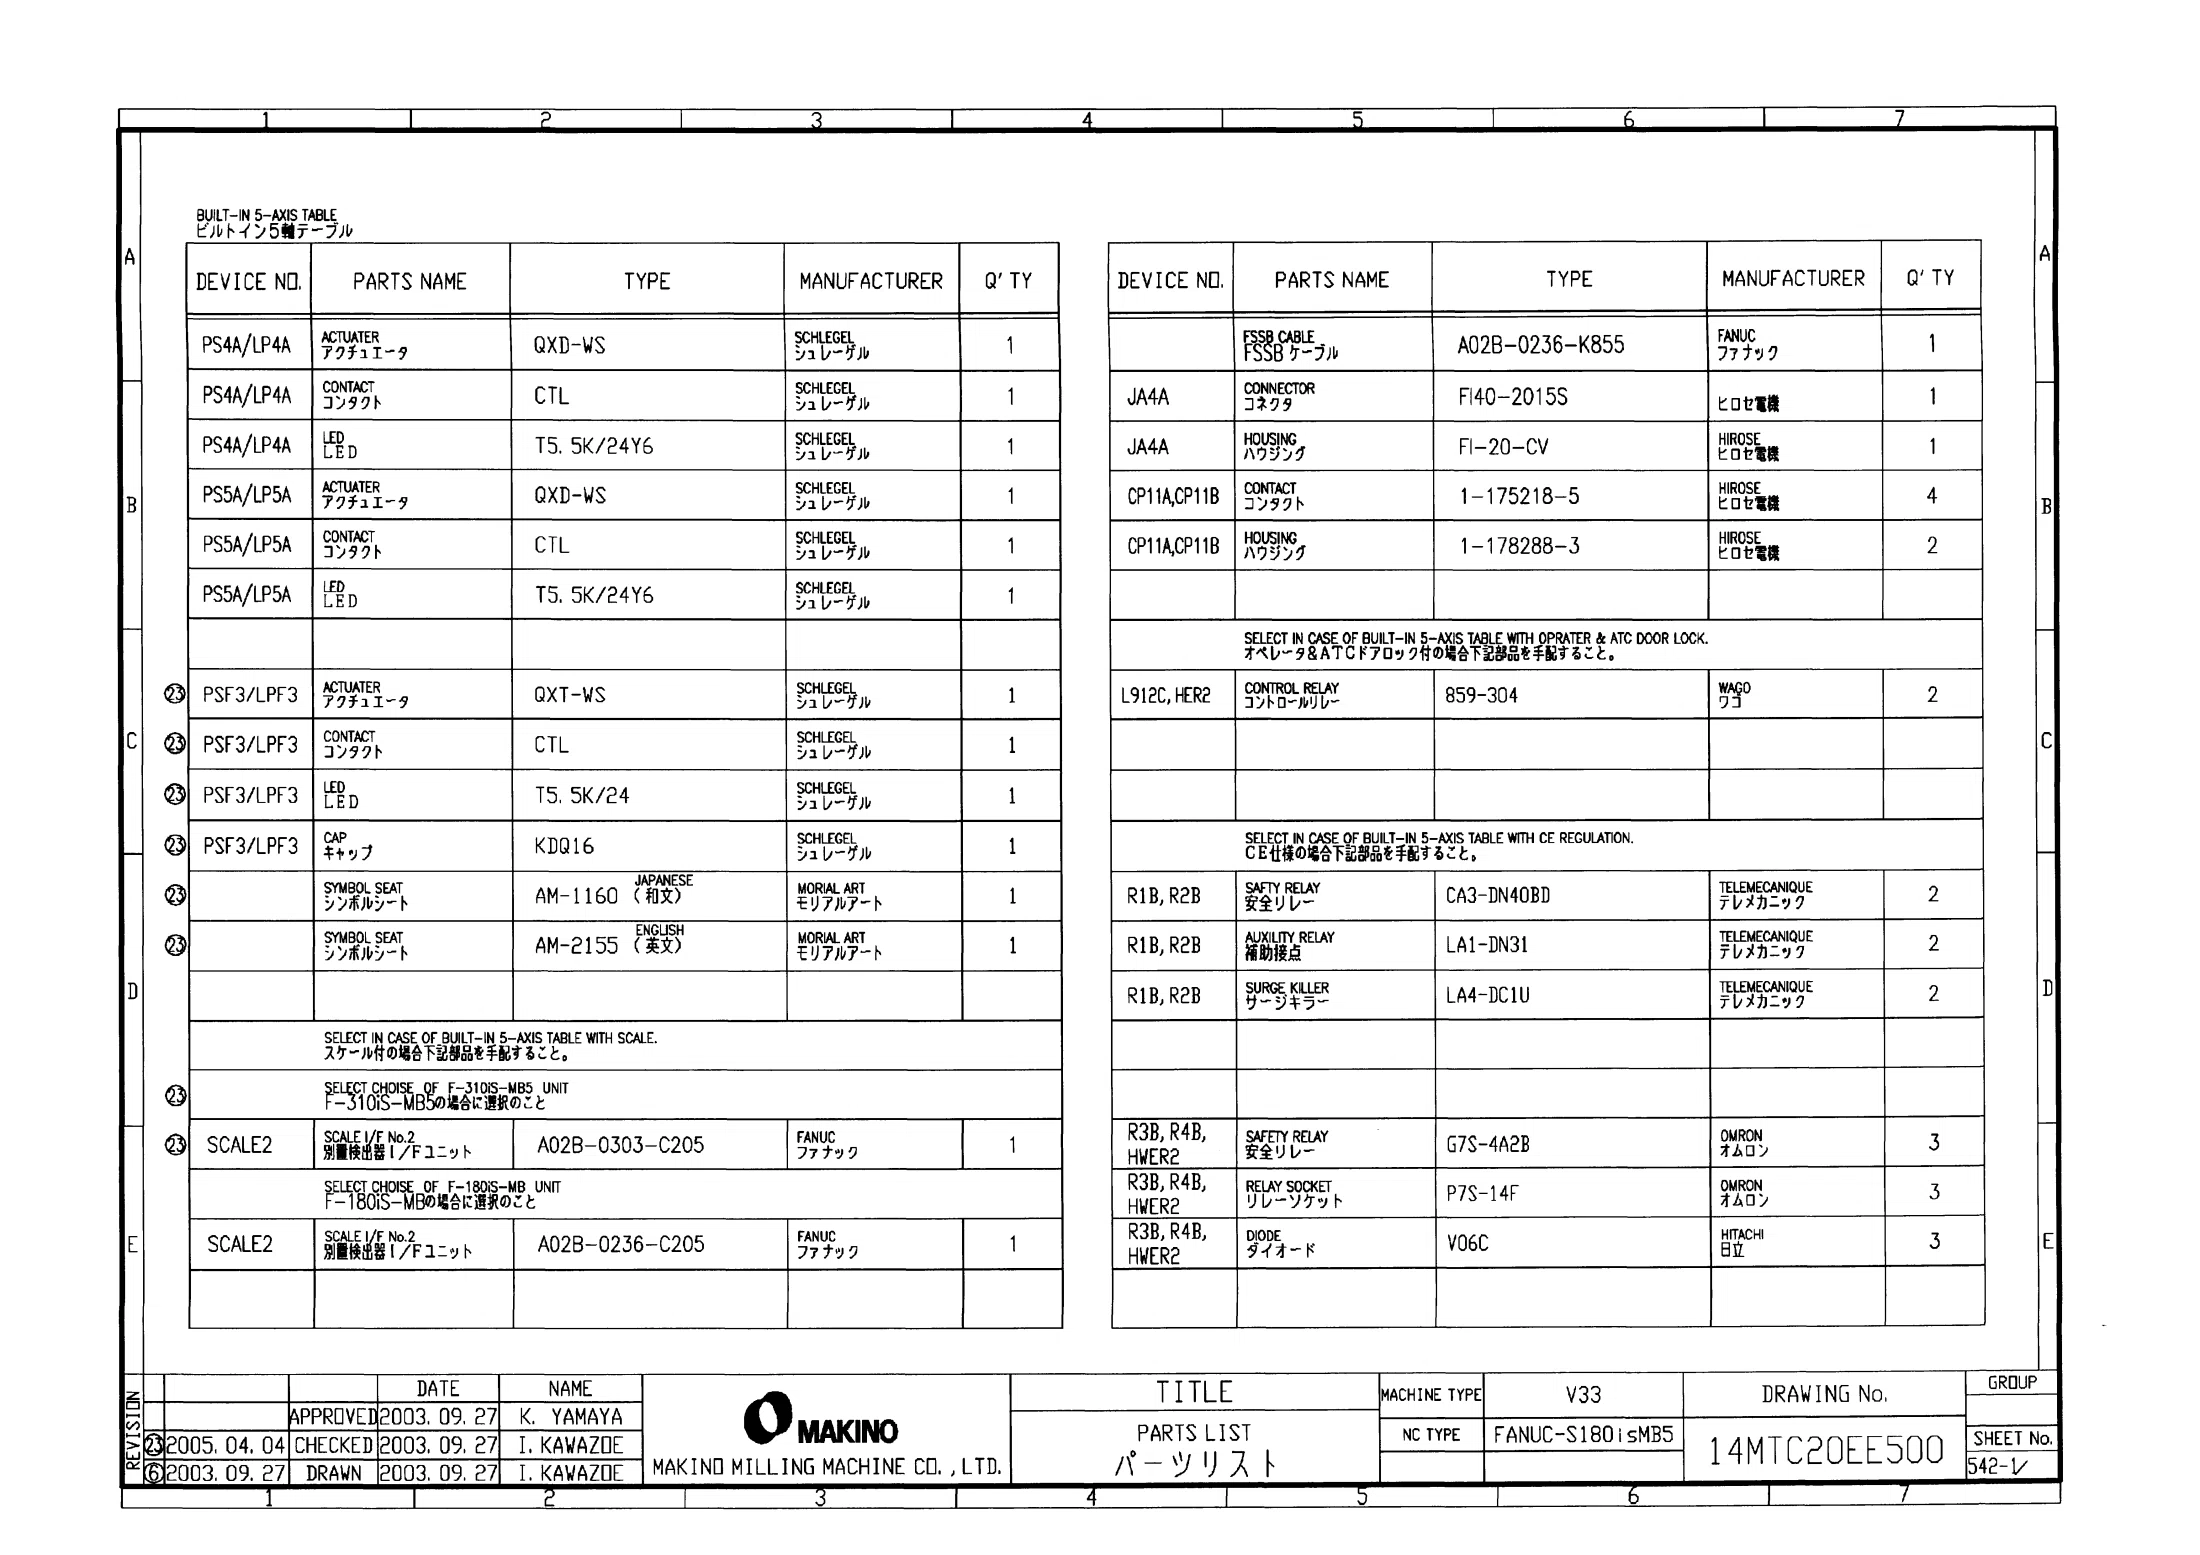 1 2 3 4 5 6 7
BUILT-IN 5-AXIS TABLE
ビルトイン5軸テーブル
A A
DEVICE NO. PARTS NAME TYPE MANUFACTURER Q'TY
PS4A/LP4A ACTUATER QXD-WS SCHLEGEL 1
アクチュエータ シュレーゲル
PS4A/LP4A CONTACT CTL SCHLEGEL 1
コンタクト シュレーゲル
PS4A/LP4A LED T5.5K/24Y6 SCHLEGEL 1
LED シュレーゲル
B B
PS5A/LP5A ACTUATER QXD-WS SCHLEGEL 1
アクチュエータ シュレーゲル
PS5A/LP5A CONTACT CTL SCHLEGEL 1
コンタクト シュレーゲル
PS5A/LP5A LED T5.5K/24Y6 SCHLEGEL 1
LED シュレーゲル
㉓ PSF3/LPF3 ACTUATER QXT-WS SCHLEGEL 1
アクチュエータ シュレーゲル
C C
㉓ PSF3/LPF3 CONTACT CTL SCHLEGEL 1
コンタクト シュレーゲル
㉓ PSF3/LPF3 LED T5.5K/24 SCHLEGEL 1
LED シュレーゲル
㉓ PSF3/LPF3 CAP KDQ16 SCHLEGEL 1
キャップ シュレーゲル
㉓ SYMBOL SEAT AM-1160 JAPANESE MORIAL ART 1
シンボルシート (和文) モリアルアート
㉓ SYMBOL SEAT AM-2155 ENGLISH MORIAL ART 1
シンボルシート (英文) モリアルアート
D D
SELECT IN CASE OF BUILT-IN 5-AXIS TABLE WITH SCALE.
スケール付の場合下記部品を手配すること。
㉓ SELECT CHOISE OF F-310iS-MB5 UNIT
F-310iS-MB5の場合に選択のこと
㉓ SCALE2 SCALE I/F No.2 A02B-0303-C205 FANUC 1
別置検出器I/Fユニット ファナック
SELECT CHOISE OF F-180iS-MB UNIT
F-180iS-MBの場合に選択のこと
E E
SCALE2 SCALE I/F No.2 A02B-0236-C205 FANUC 1
別置検出器I/Fユニット ファナック
DEVICE NO. PARTS NAME TYPE MANUFACTURER Q'TY
FSSB CABLE A02B-0236-K855 FANUC 1
FSSBケーブル ファナック
JA4A CONNECTOR FI40-2015S 1
コネクタ ヒロセ電機
JA4A HOUSING FI-20-CV HIROSE 1
ハウジング ヒロセ電機
CP11A,CP11B CONTACT 1-175218-5 HIROSE 4
コンタクト ヒロセ電機
CP11A,CP11B HOUSING 1-178288-3 HIROSE 2
ハウジング ヒロセ電機
SELECT IN CASE OF BUILT-IN 5-AXIS TABLE WITH OPRATER & ATC DOOR LOCK.
オペレータ&ATCドアロック付の場合下記部品を手配すること。
L912C, HER2 CONTROL RELAY 859-304 WAGO 2
コントロールリレー ワゴ
SELECT IN CASE OF BUILT-IN 5-AXIS TABLE WITH CE REGULATION.
CE仕様の場合下記部品を手配すること。
R1B, R2B SAFTY RELAY CA3-DN40BD TELEMECANIQUE 2
安全リレー テレメカニック
R1B, R2B AUXILITY RELAY LA1-DN31 TELEMECANIQUE 2
補助接点 テレメカニック
R1B, R2B SURGE KILLER LA4-DC1U TELEMECANIQUE 2
サージキラー テレメカニック
R3B, R4B, SAFETY RELAY G7S-4A2B OMRON 3
HWER2 安全リレー オムロン
R3B, R4B, RELAY SOCKET P7S-14F OMRON 3
HWER2 リレーソケット オムロン
R3B, R4B, DIODE V06C HITACHI 3
HWER2 ダイオード 日立
REVISION
DATE NAME
APPROVED 2003. 09. 27 K. YAMAYA
㉓ 2005. 04. 04 CHECKED 2003. 09. 27 I. KAWAZOE
⑥ 2003. 09. 27 DRAWN 2003. 09. 27 I. KAWAZOE
MAKINO
MAKINO MILLING MACHINE CO. , LTD.
TITLE
PARTS LIST
パーツリスト
MACHINE TYPE V33
NC TYPE FANUC-S180isMB5
DRAWING No.
14MTC20EE500
GROUP
SHEET No.
542-1/
1 2 3 4 5 6 7